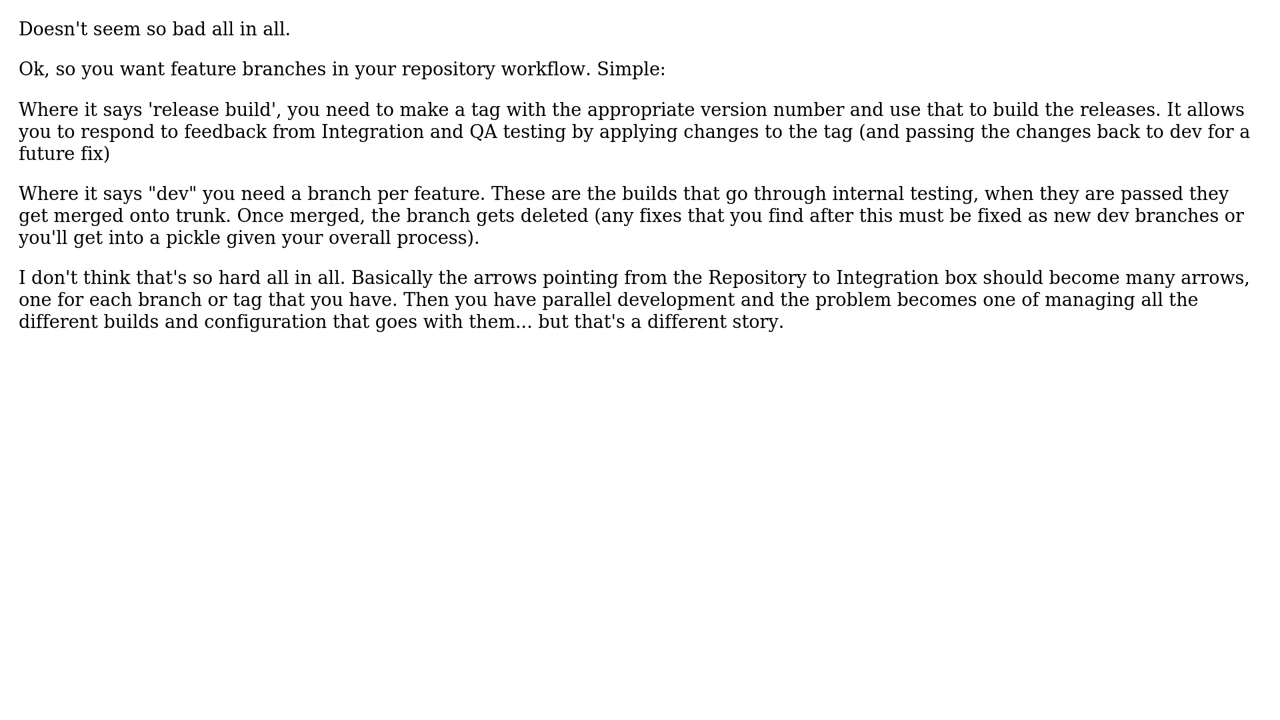 Doesn't seem so bad all in all.
Ok, so you want feature branches in your repository workflow. Simple:
Where it says 'release build', you need to make a tag with the appropriate version number and use that to build the releases. It allows
you to respond to feedback from Integration and QA testing by applying changes to the tag (and passing the changes back to dev for a
future fix)
Where it says "dev" you need a branch per feature. These are the builds that go through internal testing, when they are passed they
get merged onto trunk. Once merged, the branch gets deleted (any fixes that you find after this must be fixed as new dev branches or
you'll get into a pickle given your overall process).
I don't think that's so hard all in all. Basically the arrows pointing from the Repository to Integration box should become many arrows,
one for each branch or tag that you have. Then you have parallel development and the problem becomes one of managing all the
different builds and configuration that goes with them... but that's a different story.